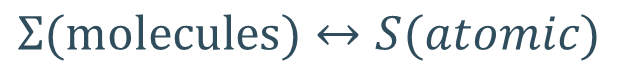 Σ(molecules) ↔ S(atomic)